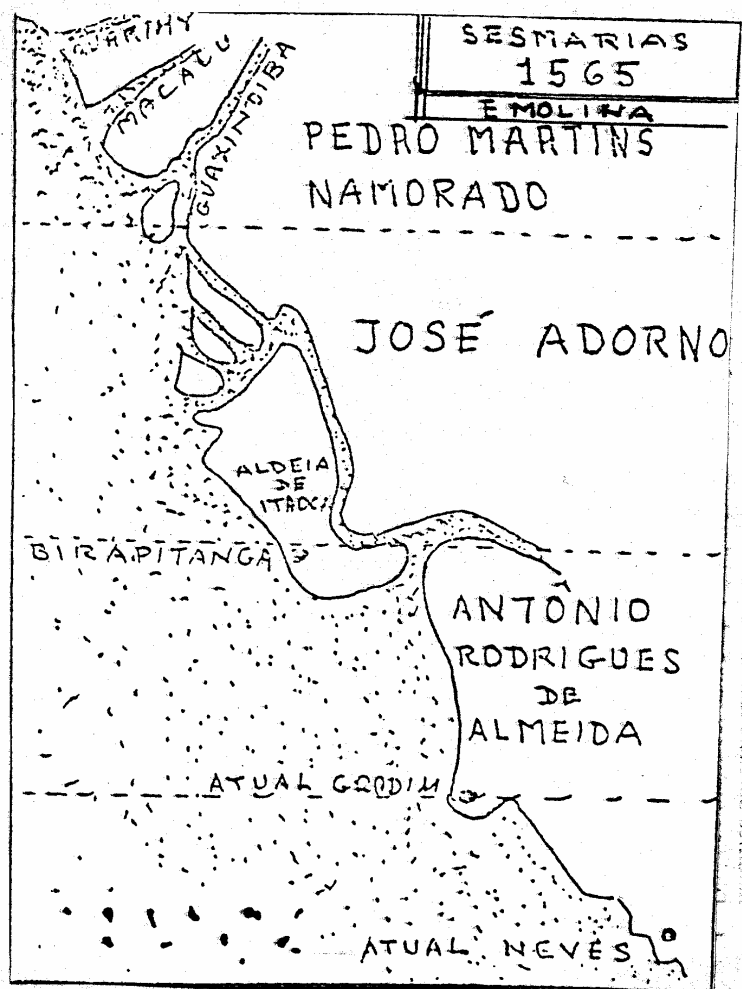 SESMARIAS
1565
E MOLINA
MACACU
GUAXINDIBA
PEDRO MARTINS
NAMORADO
JOSÉ ADORNO
ALDEIA
DE
BIRAPITANGA
ANTÔNIO
RODRIGUES
DE
ALMEIDA
ATUAL
ATUAL NEVES